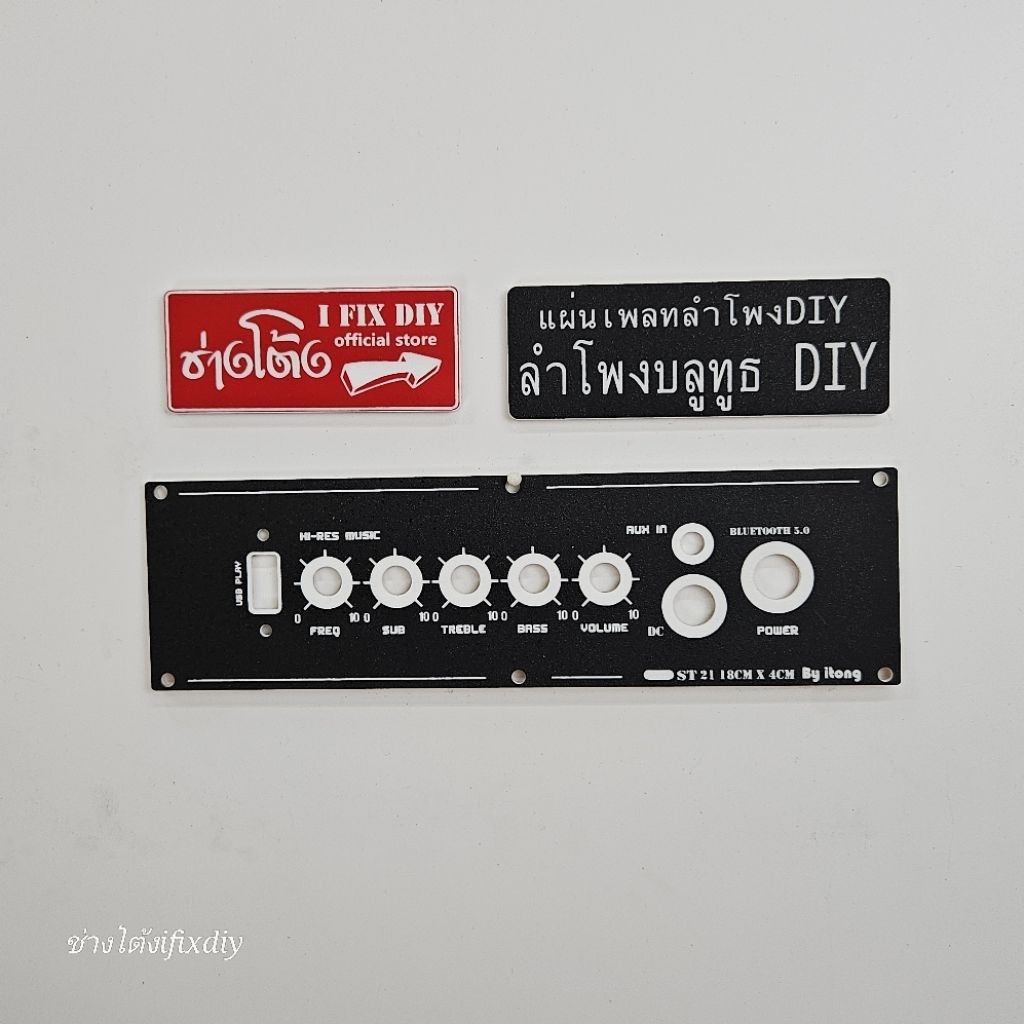 I FIX DIY
ช่างโต้ง
official store
แผ่นเพลทลำโพงDIY
ลำโพงบลูทูธ DIY
HI-RES MUSIC
AUX IN
BLUETOOTH 5.0
USB PLAY
0 10 0 10 0 10 0 10 0 10
FREQ SUB TREBLE BASS VOLUME
DC
POWER
ST 21 18CM X 4CM By itong
ช่างโต้งifixdiy